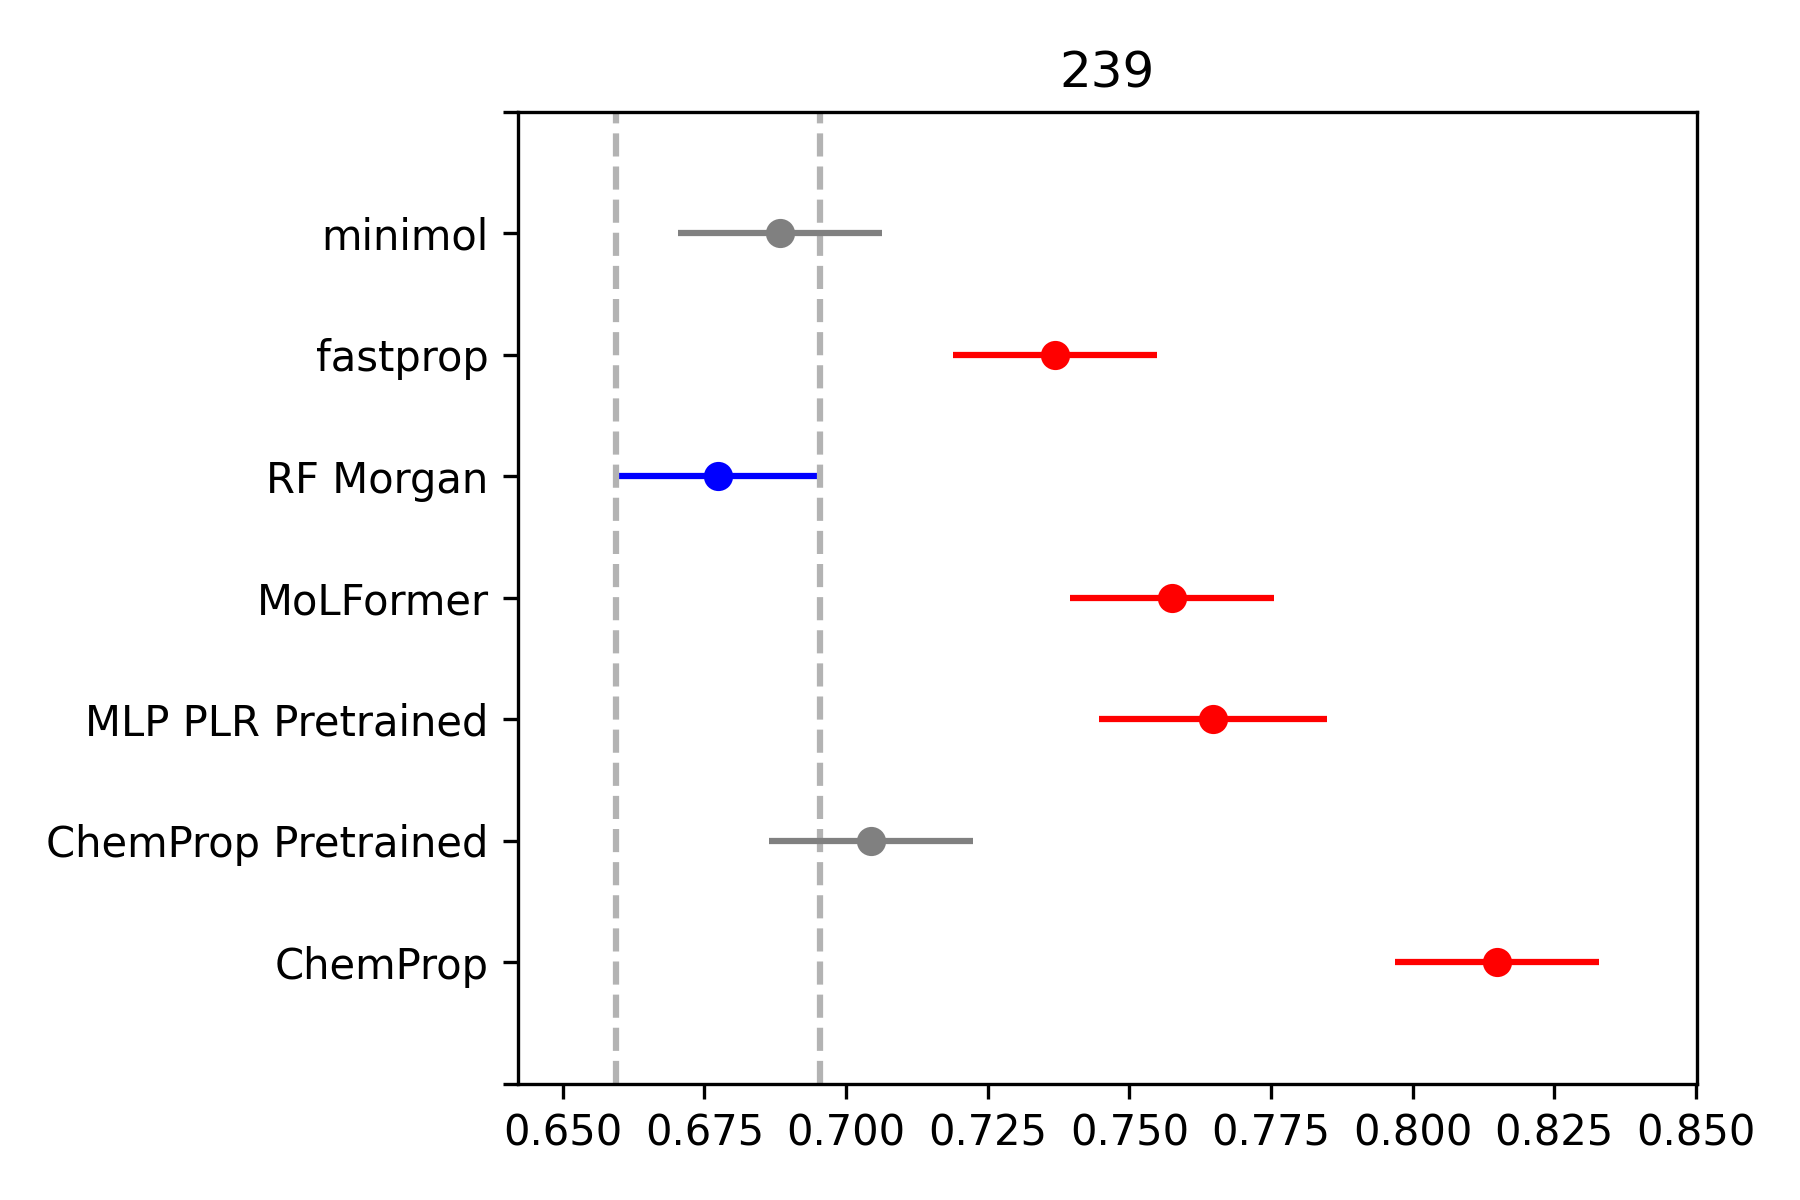 239
minimol
fastprop
RF Morgan
MoLFormer
MLP PLR Pretrained
ChemProp Pretrained
ChemProp
0.650 0.675 0.700 0.725 0.750 0.775 0.800 0.825 0.850